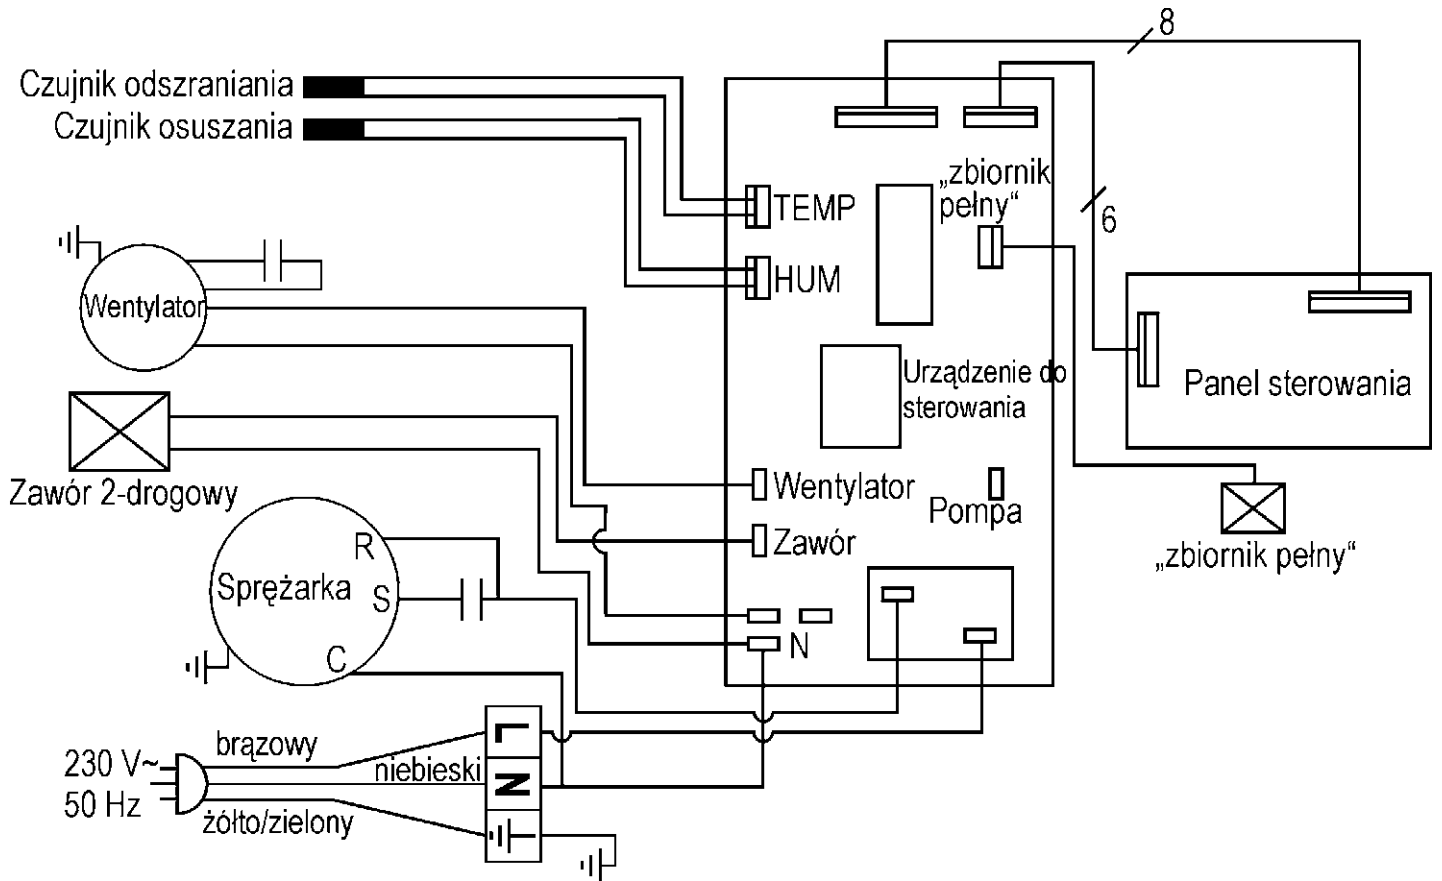 8
Czujnik odszraniania
Czujnik osuszania
„zbiornik
pełny“
TEMP
6
HUM
Wentylator
Urządzenie do
sterowania
Panel sterowania
Zawór 2-drogowy
Wentylator
Pompa
Zawór
„zbiornik pełny“
R
Sprężarka
S
C
N
L
brązowy
230 V~
niebieski
N
50 Hz
żółto/zielony